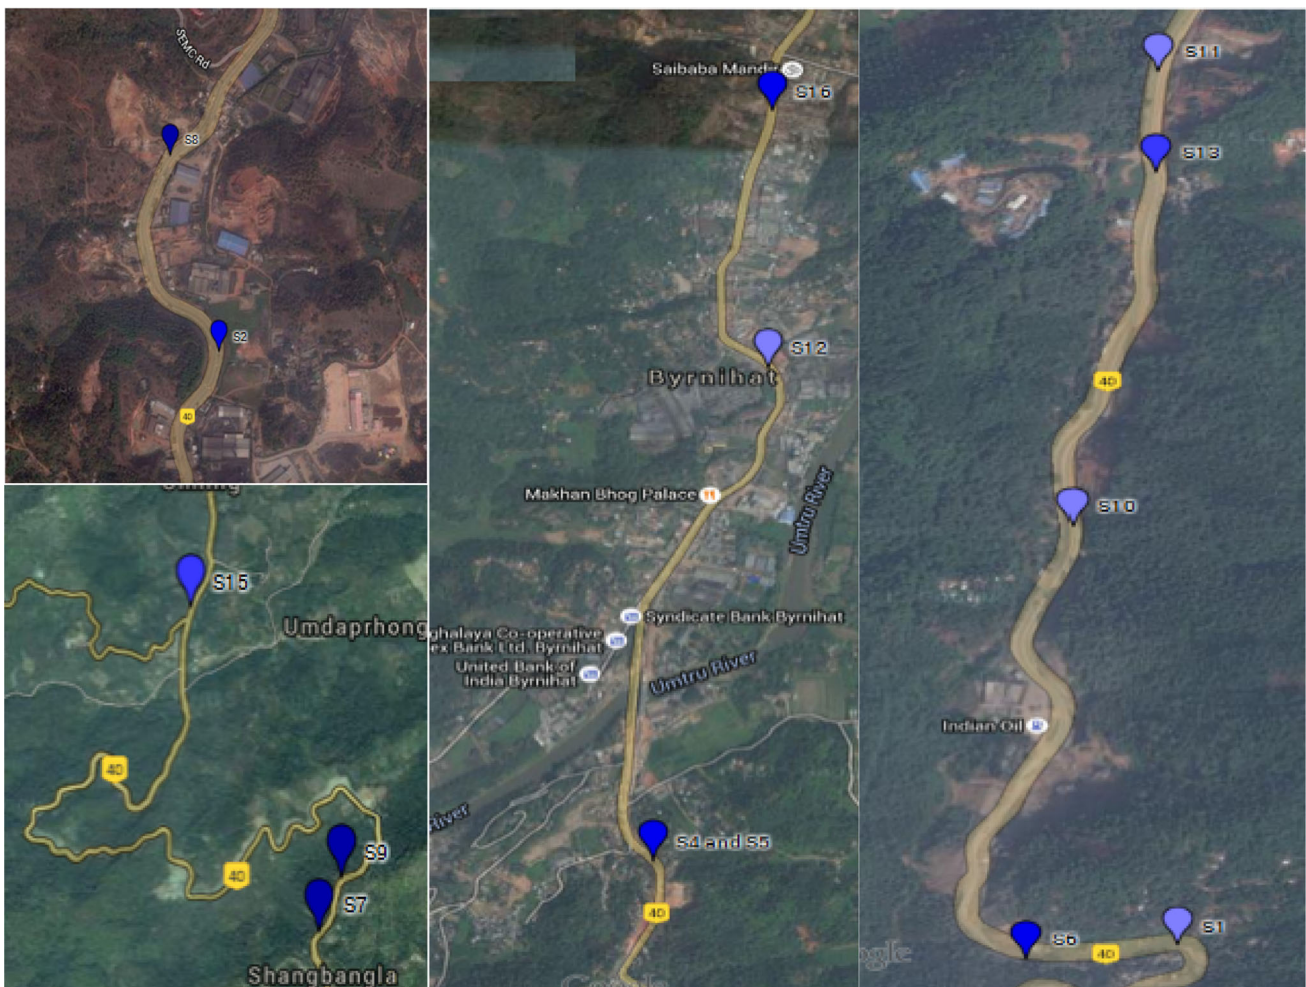 SEMC Rd
S8
S2
40
S15
Umdaprhong
40
40
S9
S7
Shangbangla
Saibaba Mandir
S16
S12
Byrnihat
Makhan Bhog Palace
Umtru River
Syndicate Bank Byrnihat
ghalaya Co-operative
ex Bank Ltd. Byrnihat
United Bank of
India Byrnihat
Umtru River
River
S4 and S5
40
S11
S13
40
S10
Indian Oil
S6
40
S1
ogle